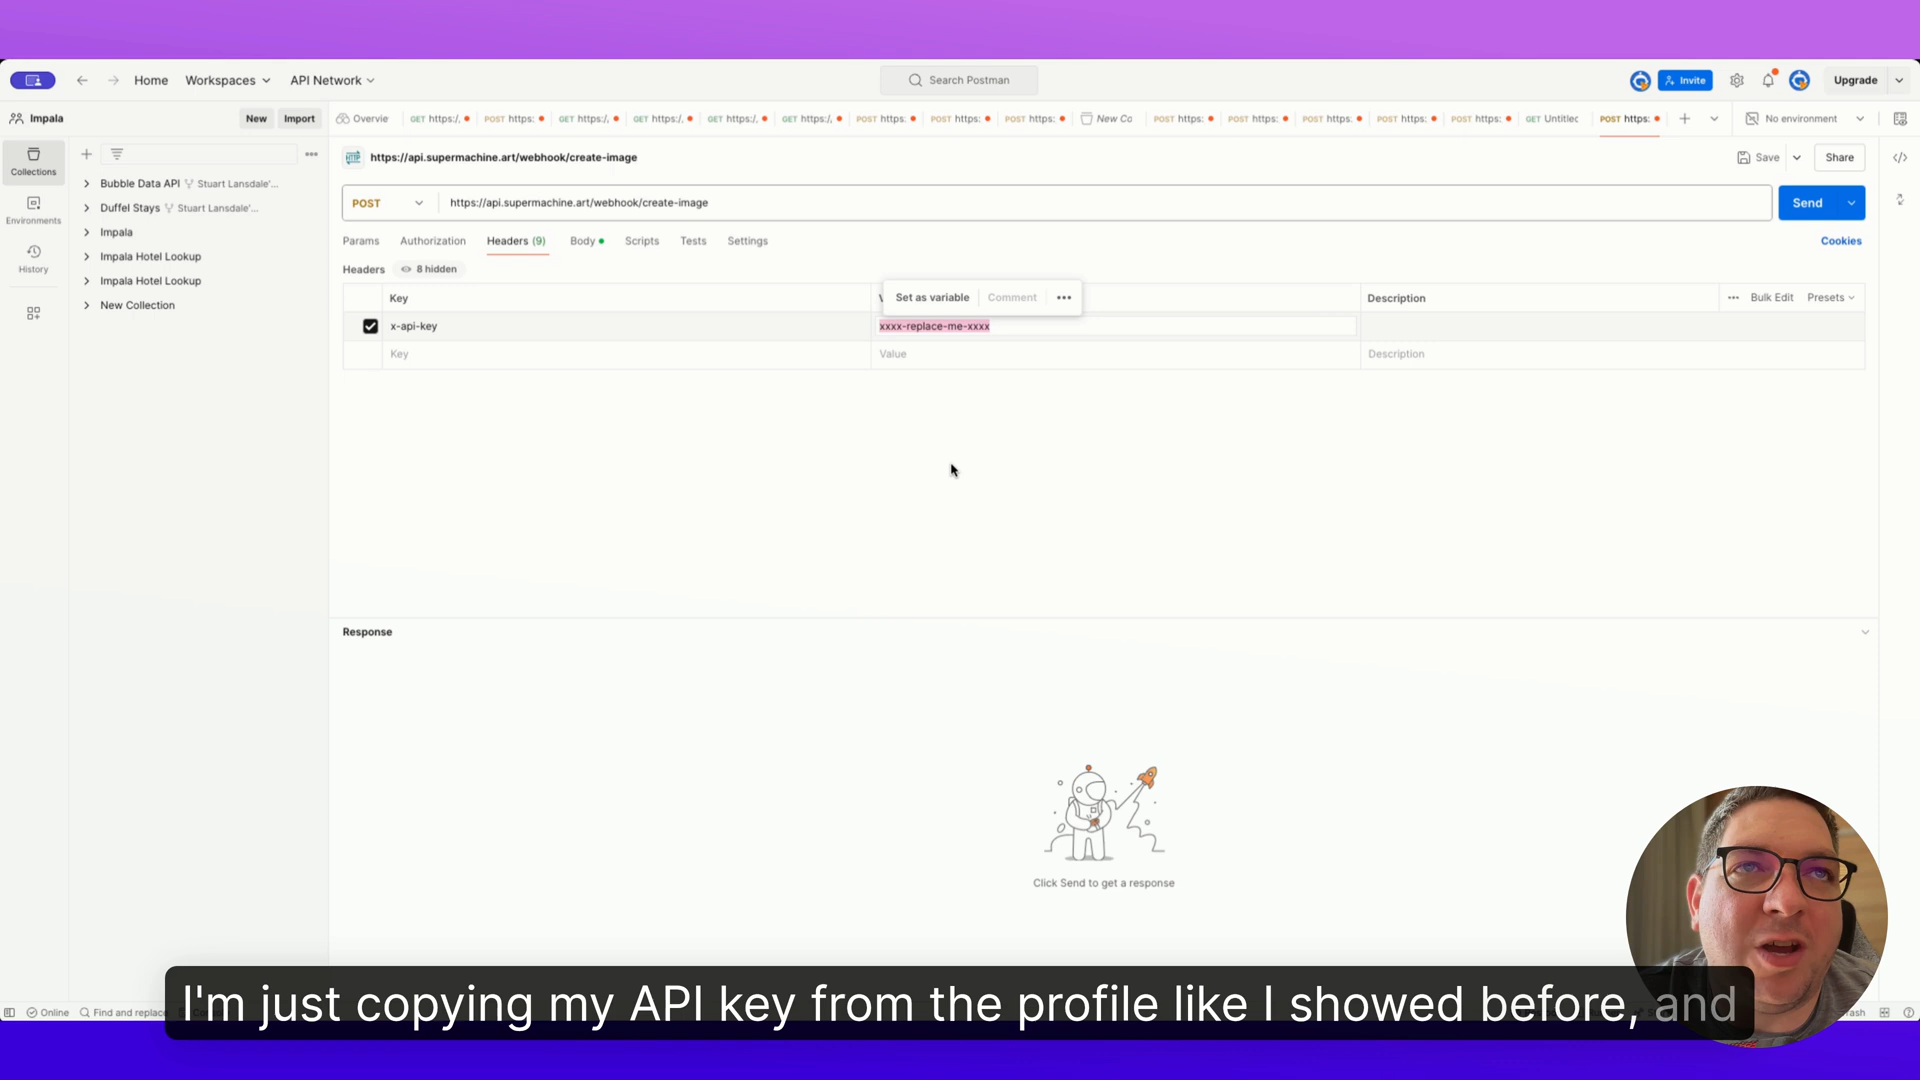 Home
Workspaces
API Network
Search Postman
Invite
Upgrade
Impala
New
Import
Overvie
GET https:/,
POST https:
GET https:/,
GET https:/,
GET https:/,
GET https:/,
POST https:
POST https:
POST https:
New Co
POST https:
POST https:
POST https:
POST https:
POST https:
GET Untitlec
POST https:
No environment
Collections
Environments
History
Bubble Data API Stuart Lansdale'...
Duffel Stays Stuart Lansdale'...
Impala
Impala Hotel Lookup
Impala Hotel Lookup
New Collection
HTTP https://api.supermachine.art/webhook/create-image
Save
Share
POST https://api.supermachine.art/webhook/create-image
Send
Params Authorization Headers (9) Body Scripts Tests Settings
Cookies
Headers 8 hidden
Set as variable Comment
Key
Description
Bulk Edit
Presets
x-api-key
xxxx-replace-me-xxxx
Key
Value
Description
Response
Click Send to get a response
I'm just copying my API key from the profile like I showed before, and
Online
Find and replace